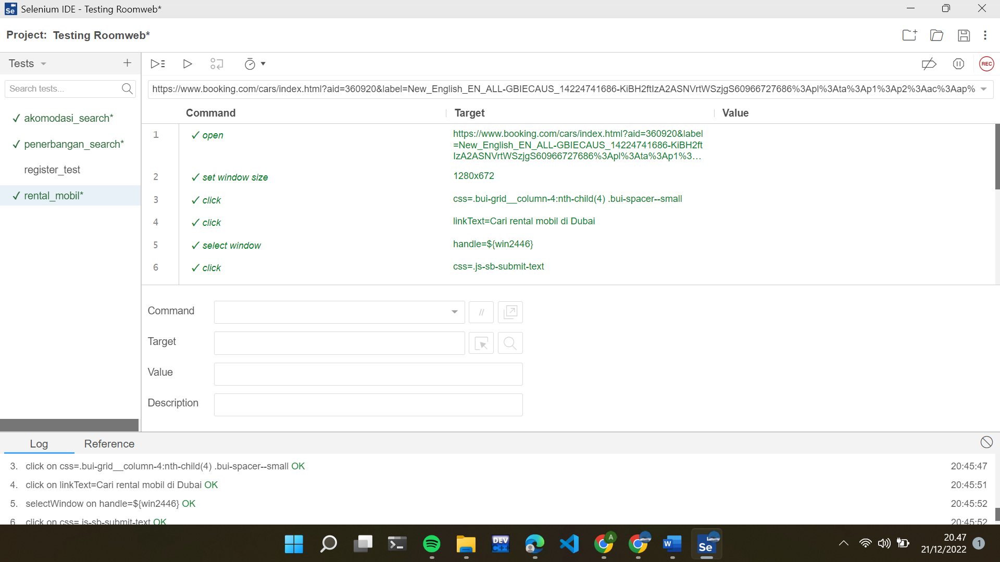 Selenium IDE - Testing Roomweb*
Project: Testing Roomweb*
Tests
REC
Search tests...
https://www.booking.com/cars/index.html?aid=360920&label=New_English_EN_ALL-GBIECAUS_14224741686-KiBH2ftIzA2ASNVrtWSzjgS60966727686%3Apl%3Ata%3Ap1%3Ap2%3Aac%3Aap%
Command Target Value
✓ akomodasi_search*
✓ penerbangan_search*
register_test
✓ rental_mobil*
1 ✓ open https://www.booking.com/cars/index.html?aid=360920&label
=New_English_EN_ALL-GBIECAUS_14224741686-KiBH2ft
IzA2ASNVrtWSzjgS60966727686%3Apl%3Ata%3Ap1%3...
2 ✓ set window size 1280x672
3 ✓ click css=.bui-grid__column-4:nth-child(4) .bui-spacer--small
4 ✓ click linkText=Cari rental mobil di Dubai
5 ✓ select window handle=${win2446}
6 ✓ click css=.js-sb-submit-text
Command //
Target
Value
Description
Log Reference
3. click on css=.bui-grid__column-4:nth-child(4) .bui-spacer--small OK 20:45:47
4. click on linkText=Cari rental mobil di Dubai OK 20:45:51
5. selectWindow on handle=${win2446} OK 20:45:52
6. click on css=.js-sb-submit-text OK 20:45:52
DEV
C++
A
W
Se
20.47
21/12/2022
1